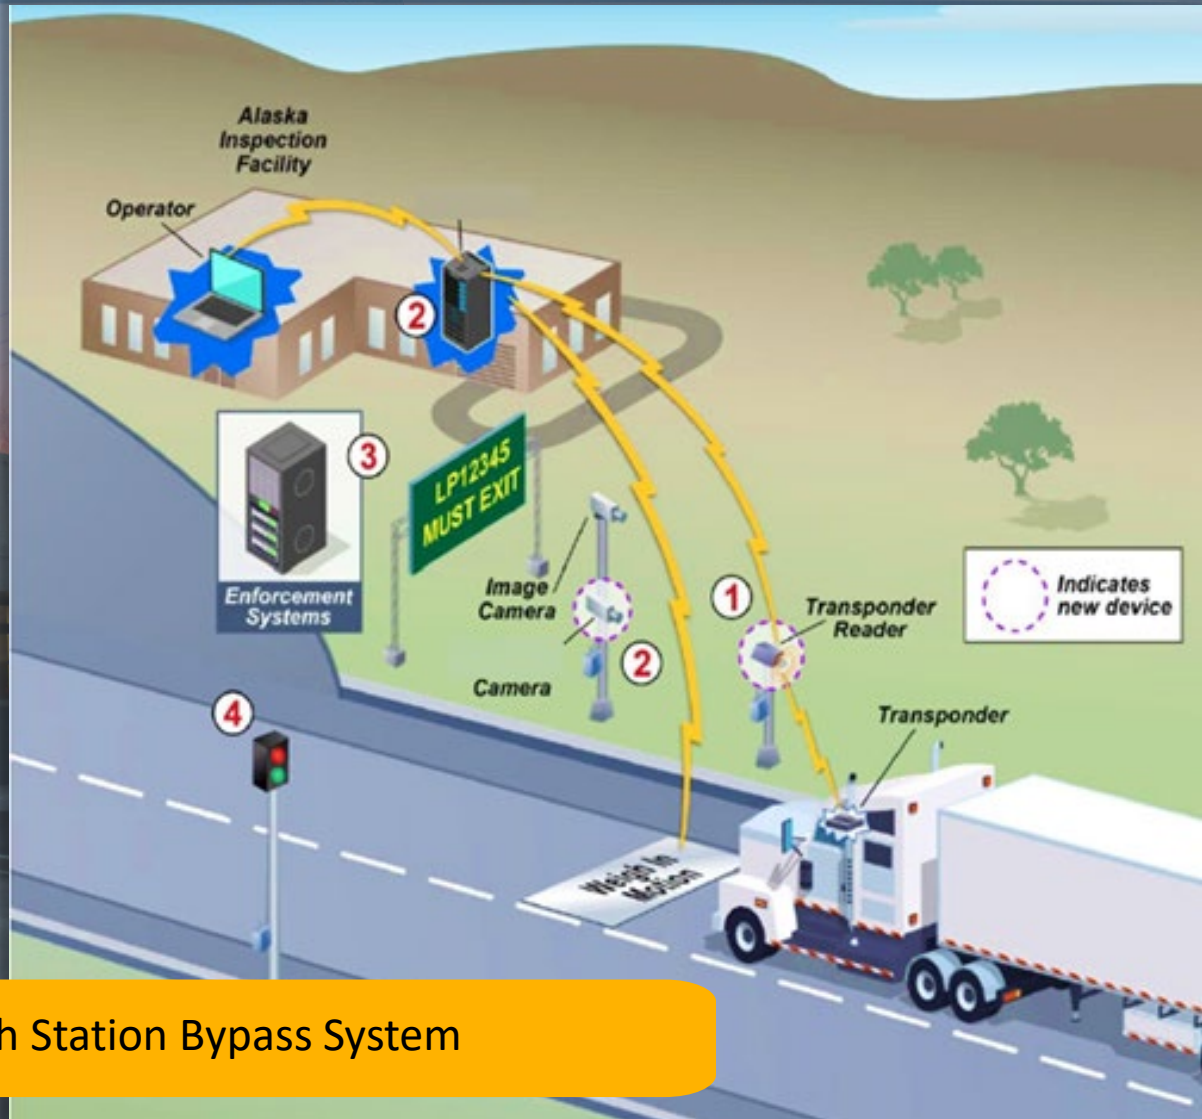 Alaska
Inspection
Facility
Operator
2
3
LP12345
MUST EXIT
Enforcement
Systems
Image
Camera
1
Transponder
Reader
Indicates
new device
2
Camera
4
Transponder
Weigh In
Motion
h Station Bypass System